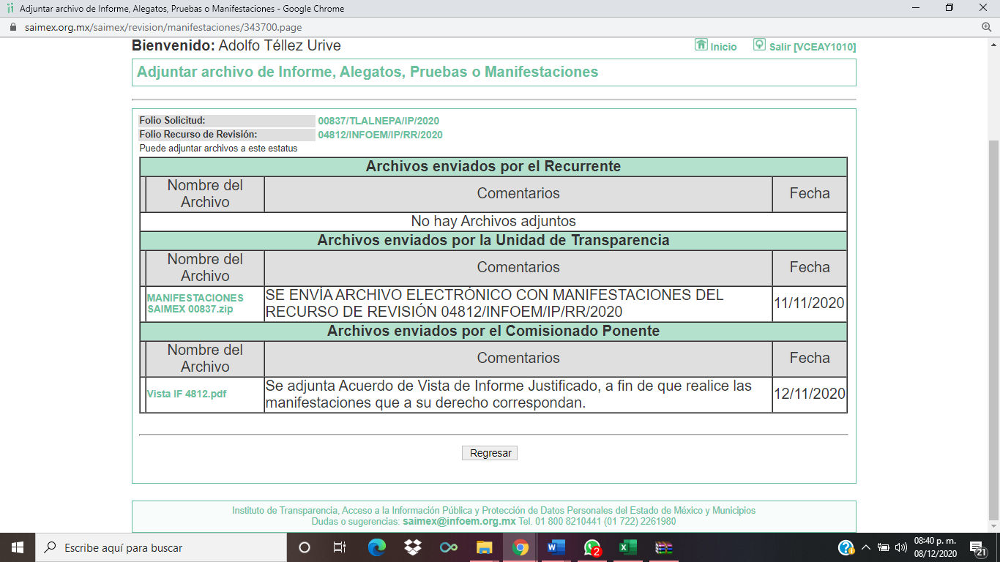 Adjuntar archivo de Informe, Alegatos, Pruebas o Manifestaciones - Google Chrome
saimex.org.mx/saimex/revision/manifestaciones/343700.page
Bienvenido: Adolfo Téllez Urive
Inicio
Salir [VCEAY1010]
Adjuntar archivo de Informe, Alegatos, Pruebas o Manifestaciones
Folio Solicitud: 00837/TLALNEPA/IP/2020
Folio Recurso de Revisión: 04812/INFOEM/IP/RR/2020
Puede adjuntar archivos a este estatus
Archivos enviados por el Recurrente
Nombre del
Archivo
Comentarios
Fecha
No hay Archivos adjuntos
Archivos enviados por la Unidad de Transparencia
Nombre del
Archivo
Comentarios
Fecha
MANIFESTACIONES
SAIMEX 00837.zip
SE ENVÍA ARCHIVO ELECTRÓNICO CON MANIFESTACIONES DEL
RECURSO DE REVISIÓN 04812/INFOEM/IP/RR/2020
11/11/2020
Archivos enviados por el Comisionado Ponente
Nombre del
Archivo
Comentarios
Fecha
Vista IF 4812.pdf
Se adjunta Acuerdo de Vista de Informe Justificado, a fin de que realice las
manifestaciones que a su derecho correspondan.
12/11/2020
Regresar
Instituto de Transparencia, Acceso a la Información Pública y Protección de Datos Personales del Estado de México y Municipios
Dudas o sugerencias: saimex@infoem.org.mx Tel. 01 800 8210441 (01 722) 2261980
Escribe aquí para buscar
2
08:40 p. m.
08/12/2020
21